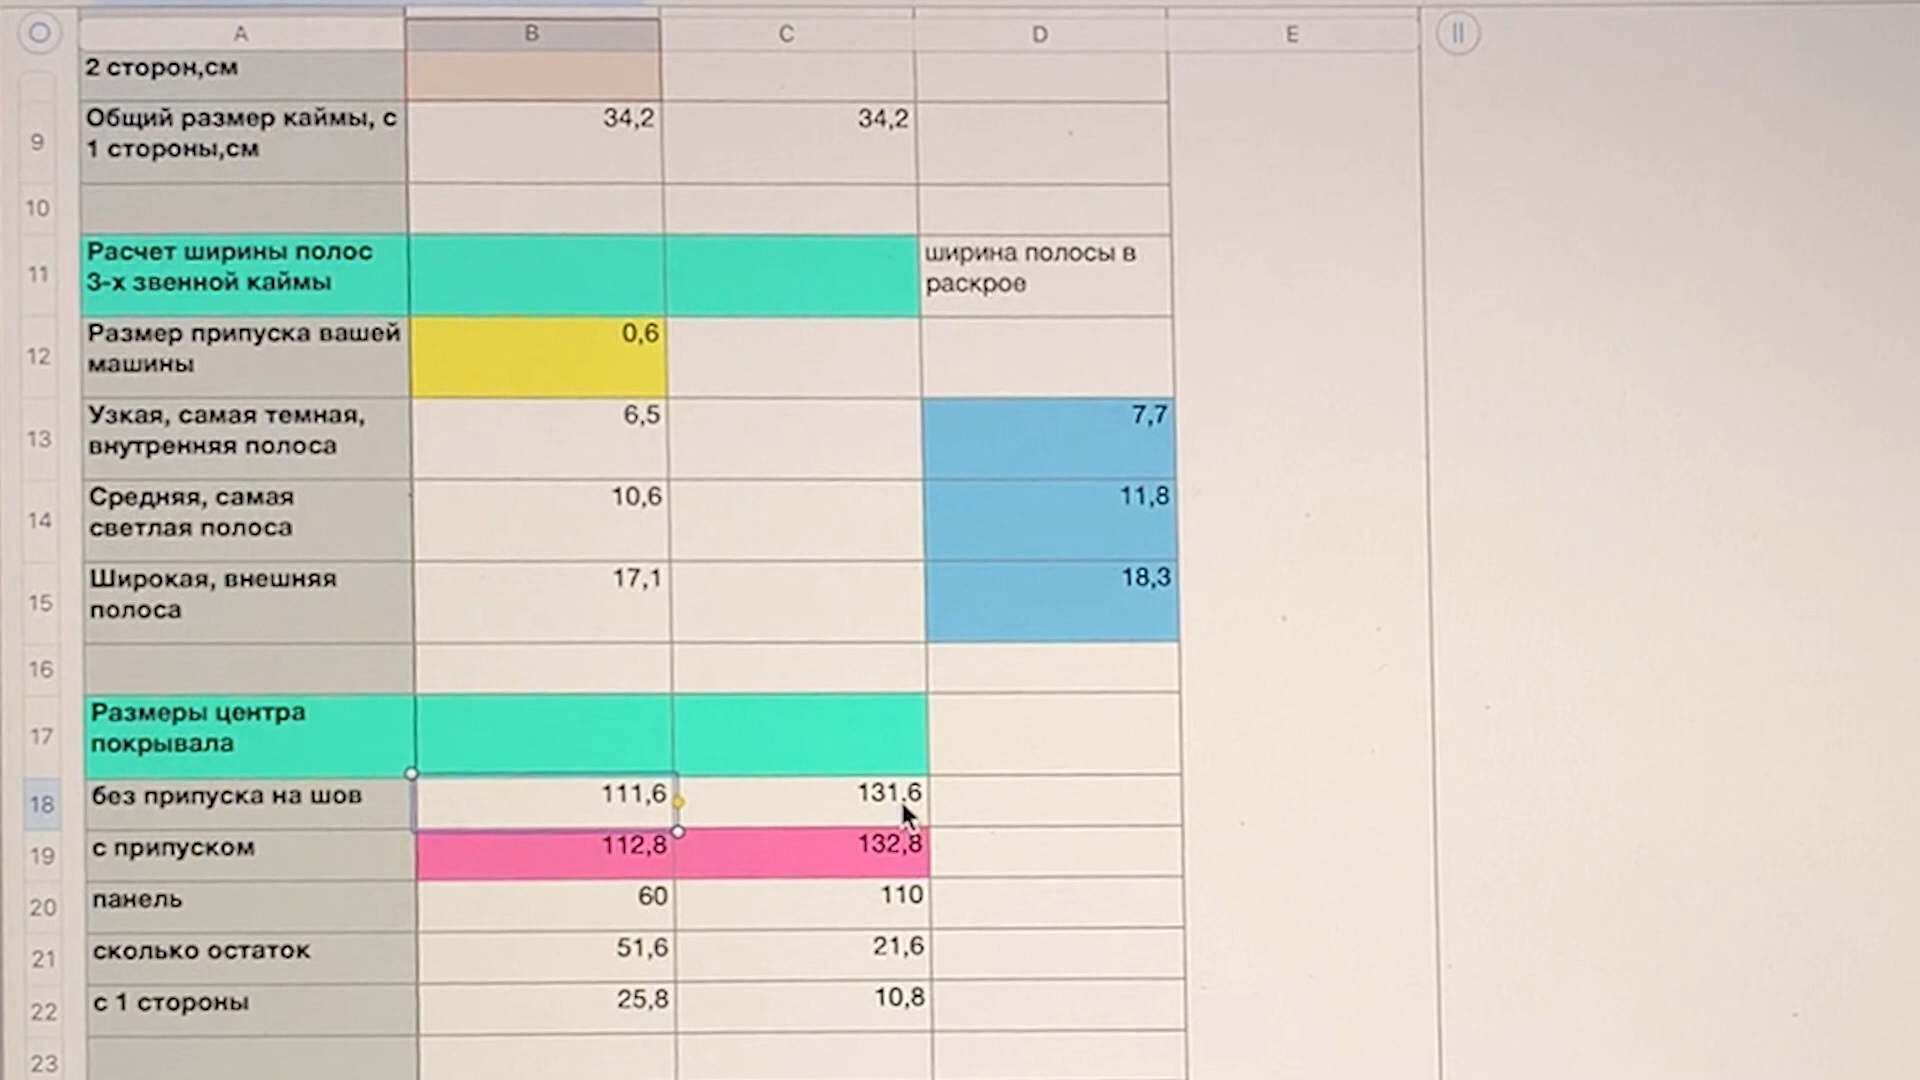 A B C D E
2 сторон,см
9 Общий размер каймы, с 34,2 34,2
1 стороны,см
10
11 Расчет ширины полос ширина полосы в
3-х звенной каймы раскрое
12 Размер припуска вашей 0,6
машины
13 Узкая, самая темная, 6,5 7,7
внутренняя полоса
14 Средняя, самая 10,6 11,8
светлая полоса
15 Широкая, внешняя 17,1 18,3
полоса
16
17 Размеры центра
покрывала
18 без припуска на шов 111,6 131,6
19 с припуском 112,8 132,8
20 панель 60 110
21 сколько остаток 51,6 21,6
22 с 1 стороны 25,8 10,8
23